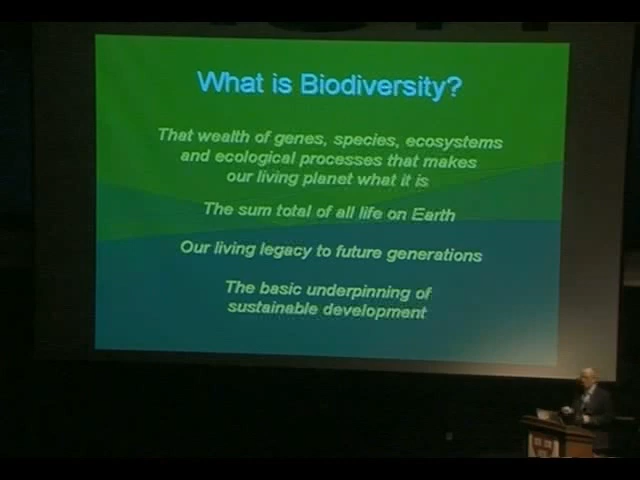 What is Biodiversity?
That wealth of genes, species, ecosystems
and ecological processes that makes
our living planet what it is
The sum total of all life on Earth
Our living legacy to future generations
The basic underpinning of
sustainable development